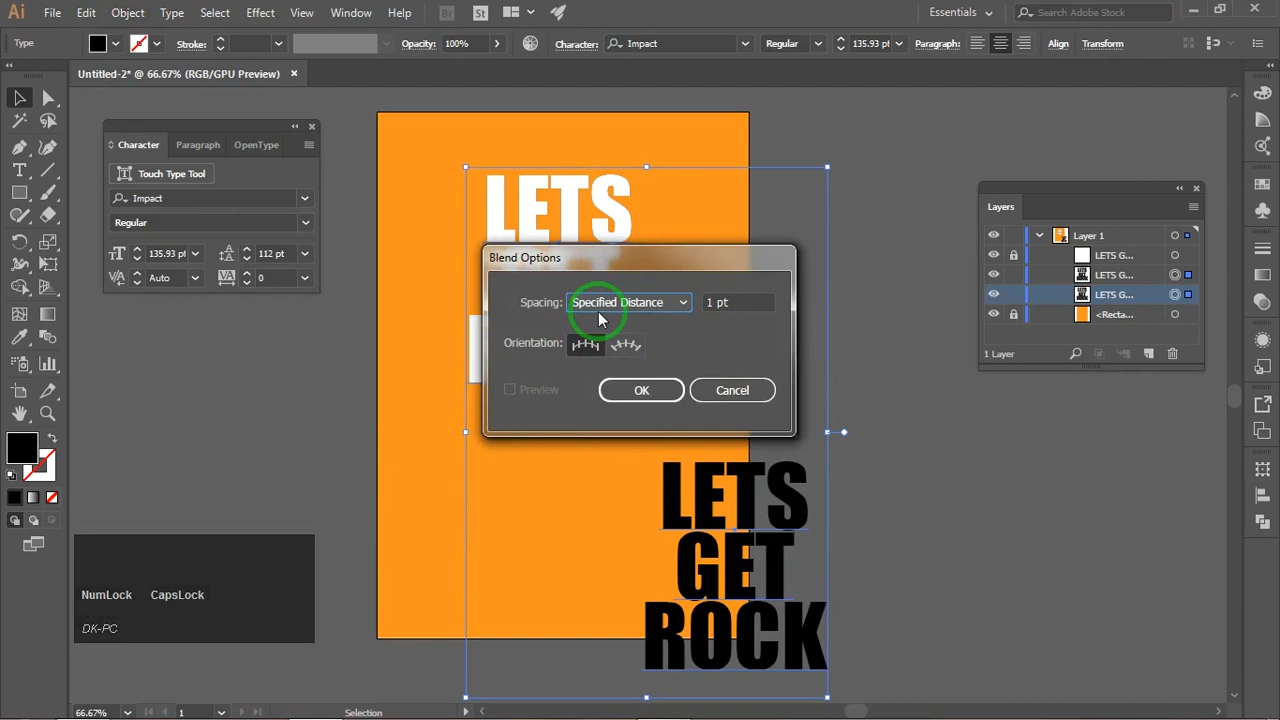 Ai File Edit Object Type Select Effect View Window Help Br St Essentials Search Adobe Stock
Type Stroke: Opacity: 100% Character: Impact Regular 135.93 pt Paragraph: Align Transform
Untitled-2* @ 66.67% (RGB/GPU Preview)
Character Paragraph OpenType
Touch Type Tool
Impact
Regular
135.93 pt 112 pt
Auto 0
LETS
Blend Options
Spacing: Specified Distance 1 pt
Orientation:
Preview OK Cancel
LETS
GET
ROCK
Layers
Layer 1
LETS G...
LETS G...
LETS G...
<Recta...
1 Layer
NumLock CapsLock
DK-PC
66.67% 1 Selection